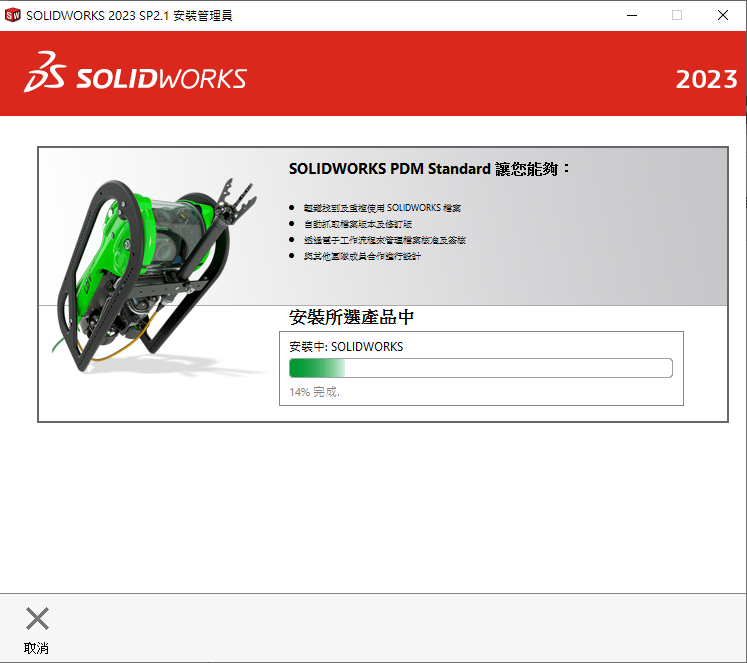 SOLIDWORKS 2023 SP2.1 安裝管理員
SOLIDWORKS
2023
SOLIDWORKS PDM Standard 讓您能夠：
輕鬆找到及重複使用 SOLIDWORKS 檔案
自動抓取檔案版本及修訂版
透過電子工作流程來管理檔案核准及簽核
與其他團隊成員合作進行設計
安裝所選產品中
安裝中: SOLIDWORKS
14% 完成.
取消